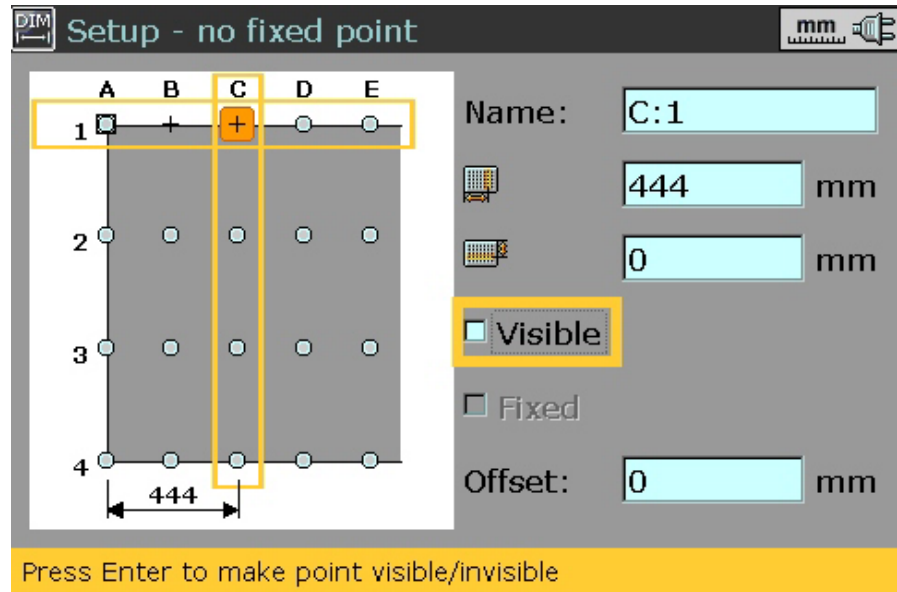 DIM Setup - no fixed point mm
A B C D E
1
2
3
4
444
Name: C:1
444 mm
0 mm
Visible
Fixed
Offset: 0 mm
Press Enter to make point visible/invisible